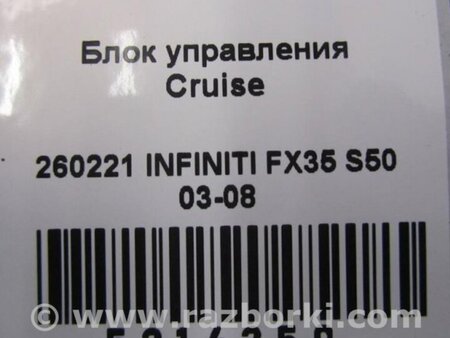 Блок управления
Cruise
260221 INFINITI FX35 S50
03-08
© www.razborki.com